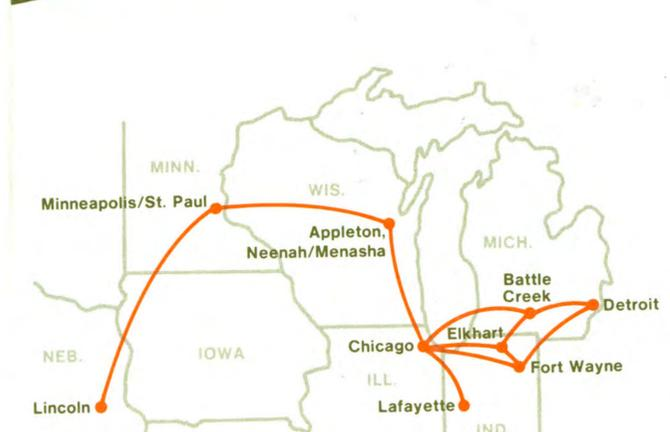 MINN.
WIS.
Minneapolis/St. Paul
Appleton,
Neenah/Menasha
MICH.
Battle
Creek
Detroit
Elkhart
Chicago
NEB.
IOWA
Fort Wayne
ILL.
Lincoln
Lafayette
IND.